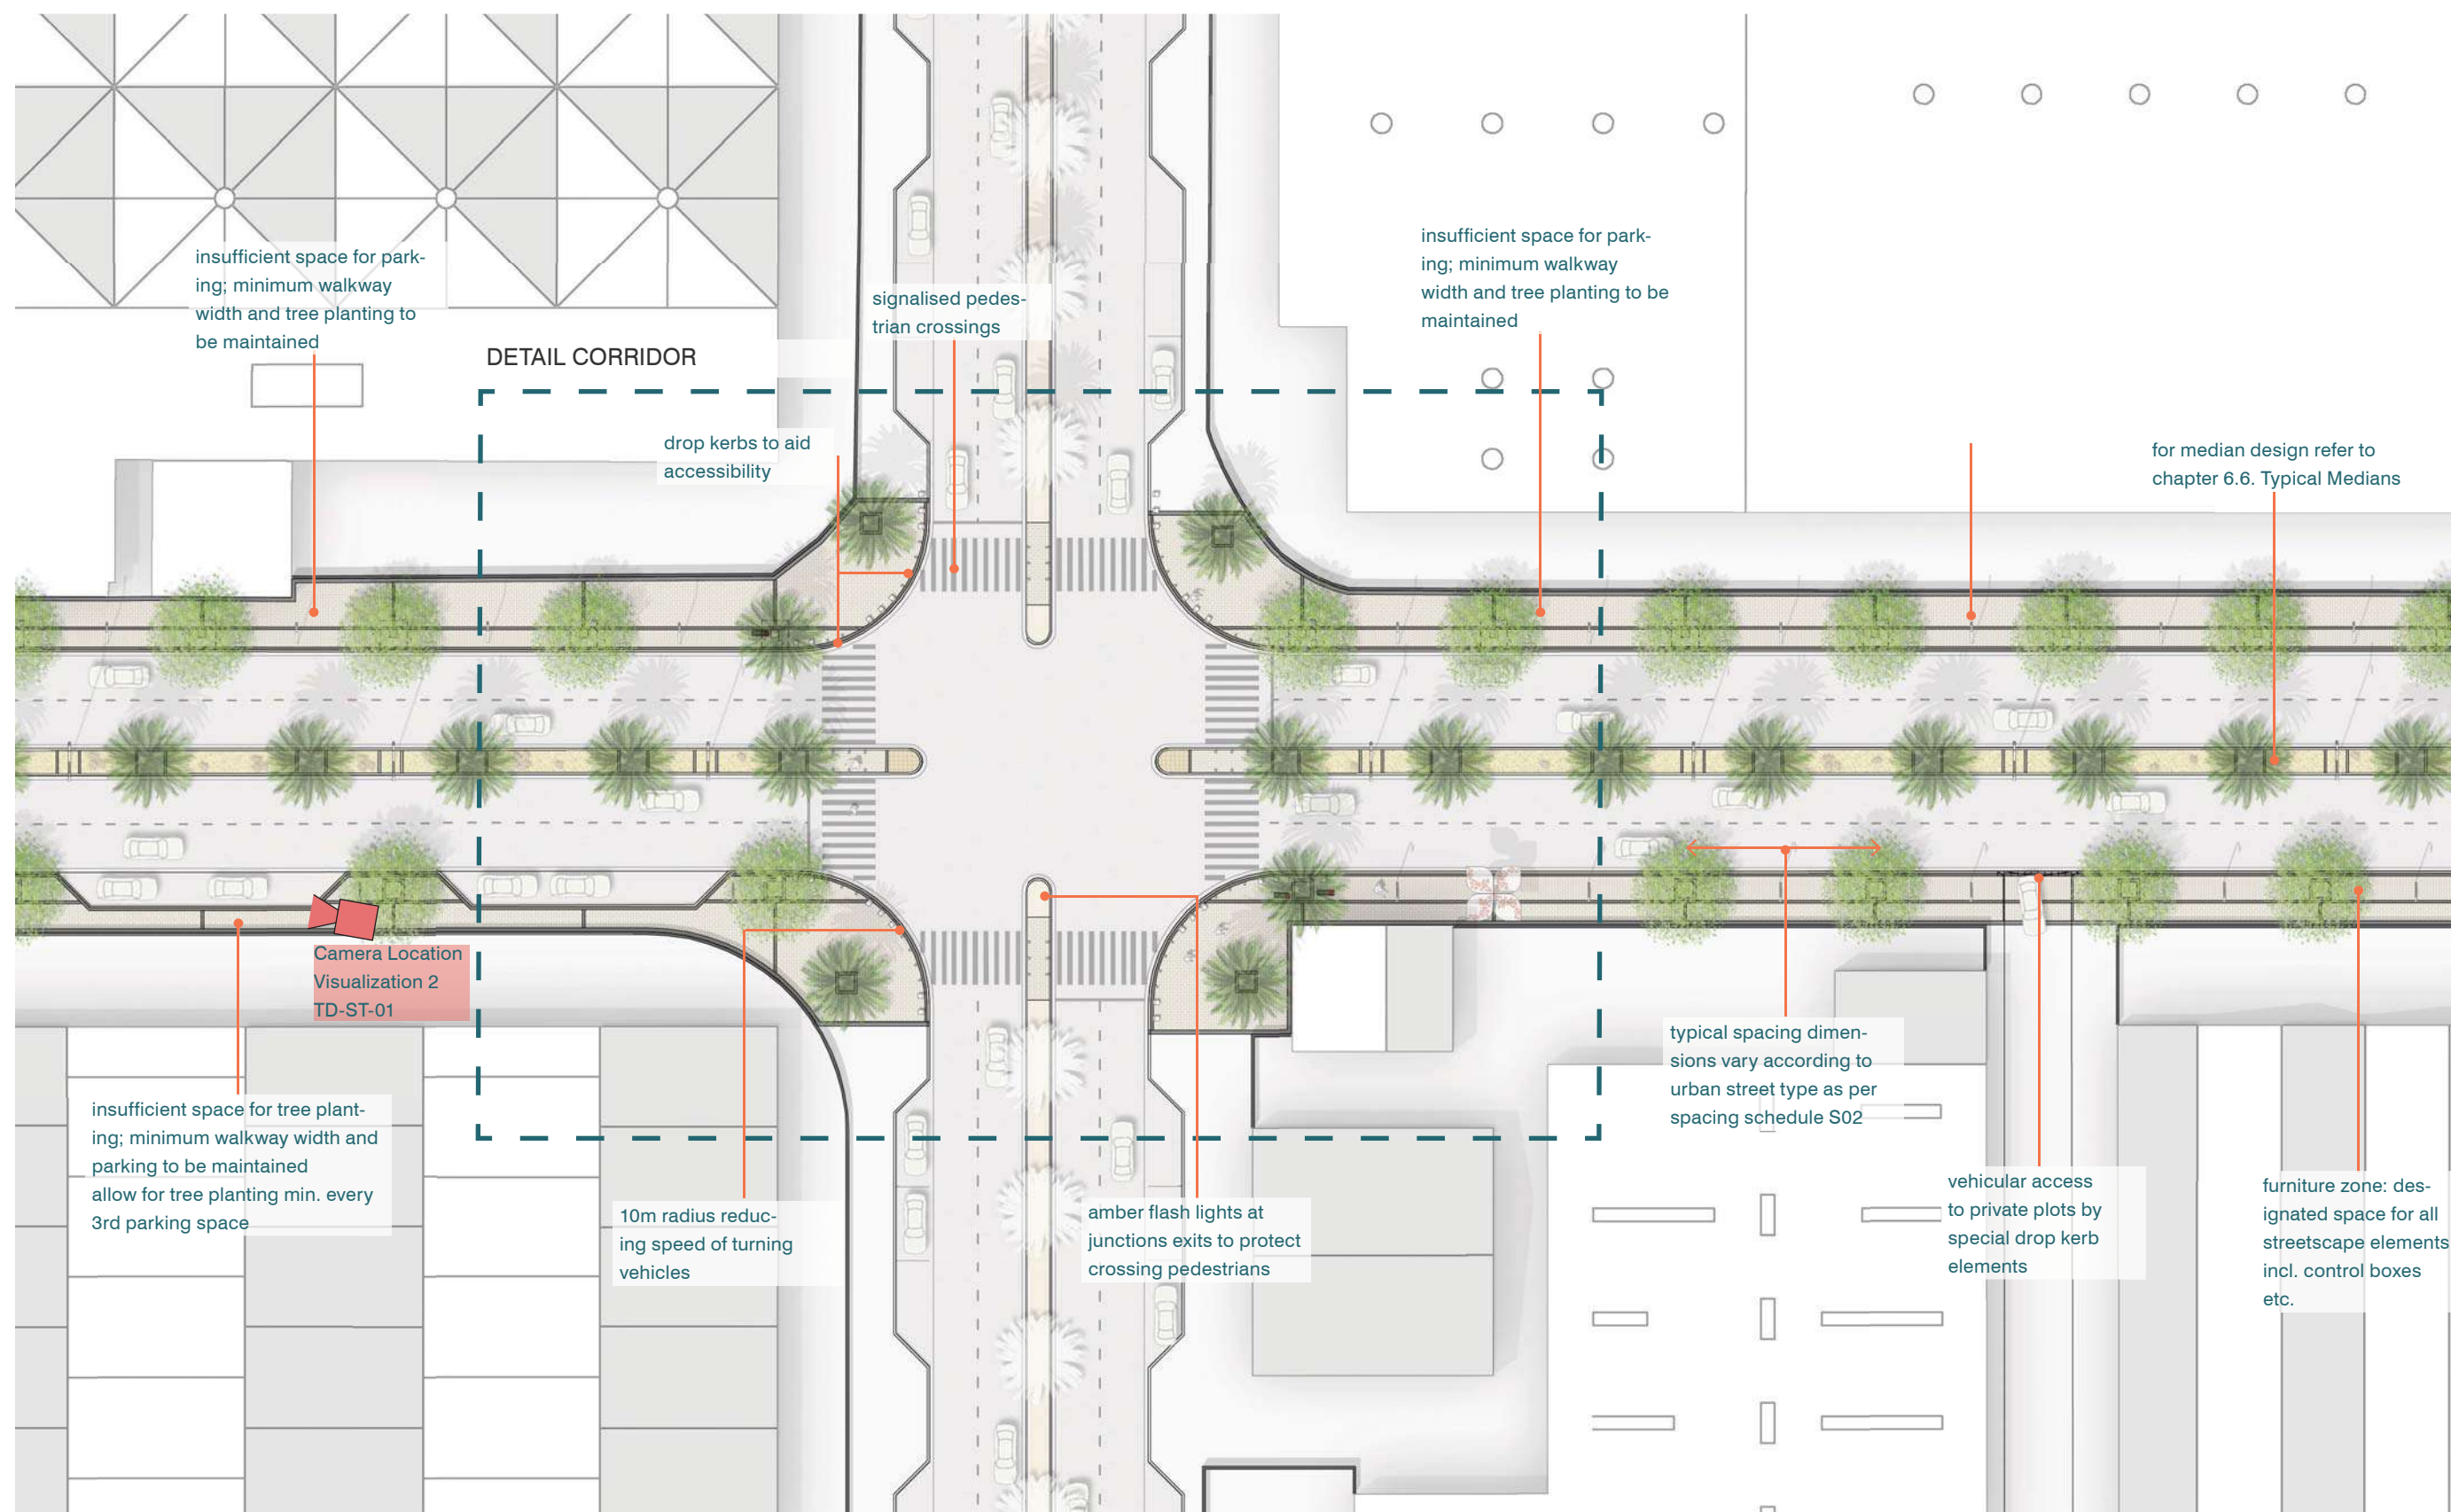 insufficient space for park-
ing; minimum walkway
width and tree planting to be
maintained
insufficient space for park-
ing; minimum walkway
width and tree planting to
be maintained
signalised pedes-
trian crossings
DETAIL CORRIDOR
drop kerbs to aid
accessibility
for median design refer to
chapter 6.6. Typical Medians
Camera Location
Visualization 2
TD-ST-01
typical spacing dimen-
sions vary according to
urban street type as per
spacing schedule S02
insufficient space for tree plant-
ing; minimum walkway width and
parking to be maintained
allow for tree planting min. every
3rd parking space
10m radius reduc-
ing speed of turning
vehicles
amber flash lights at
junctions exits to protect
crossing pedestrians
vehicular access
to private plots by
special drop kerb
elements
furniture zone: des-
ignated space for all
streetscape elements
incl. control boxes
etc.